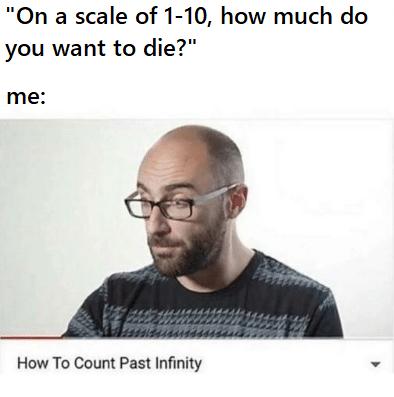 "On a scale of 1-10, how much do
you want to die?"
me:
How To Count Past Infinity